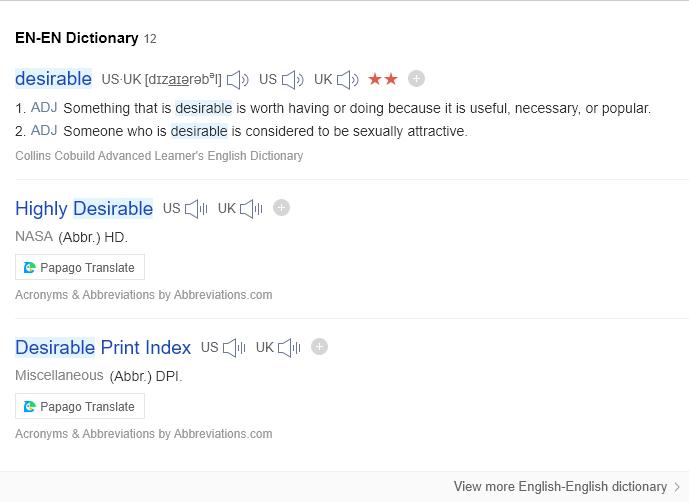 EN-EN Dictionary 12
desirable US·UK [dɪzaɪərəbᵊl] US UK
1. ADJ Something that is desirable is worth having or doing because it is useful, necessary, or popular.
2. ADJ Someone who is desirable is considered to be sexually attractive.
Collins Cobuild Advanced Learner's English Dictionary
Highly Desirable US UK
NASA (Abbr.) HD.
Papago Translate
Acronyms & Abbreviations by Abbreviations.com
Desirable Print Index US UK
Miscellaneous (Abbr.) DPI.
Papago Translate
Acronyms & Abbreviations by Abbreviations.com
View more English-English dictionary